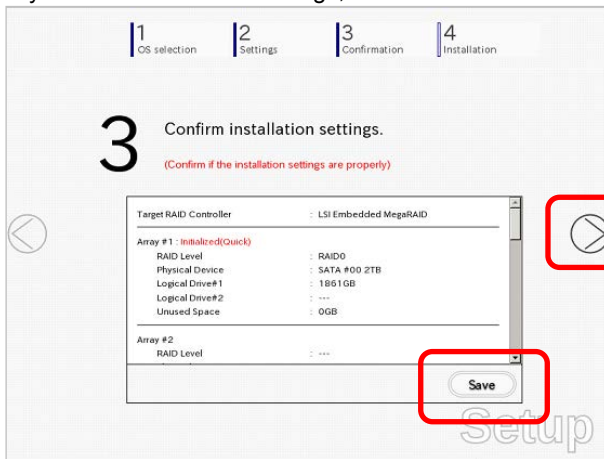 1 2 3 4
OS selection Settings Confirmation Installation
3 Confirm installation settings.
(Confirm if the installation settings are properly)
Target RAID Controller : LSI Embedded MegaRAID
Array #1 : Initialized(Quick)
RAID Level : RAID0
Physical Device : SATA #00 2TB
Logical Drive#1 : 1861GB
Logical Drive#2 : ---
Unused Space : 0GB
Array #2
RAID Level : ---
Save
Setup